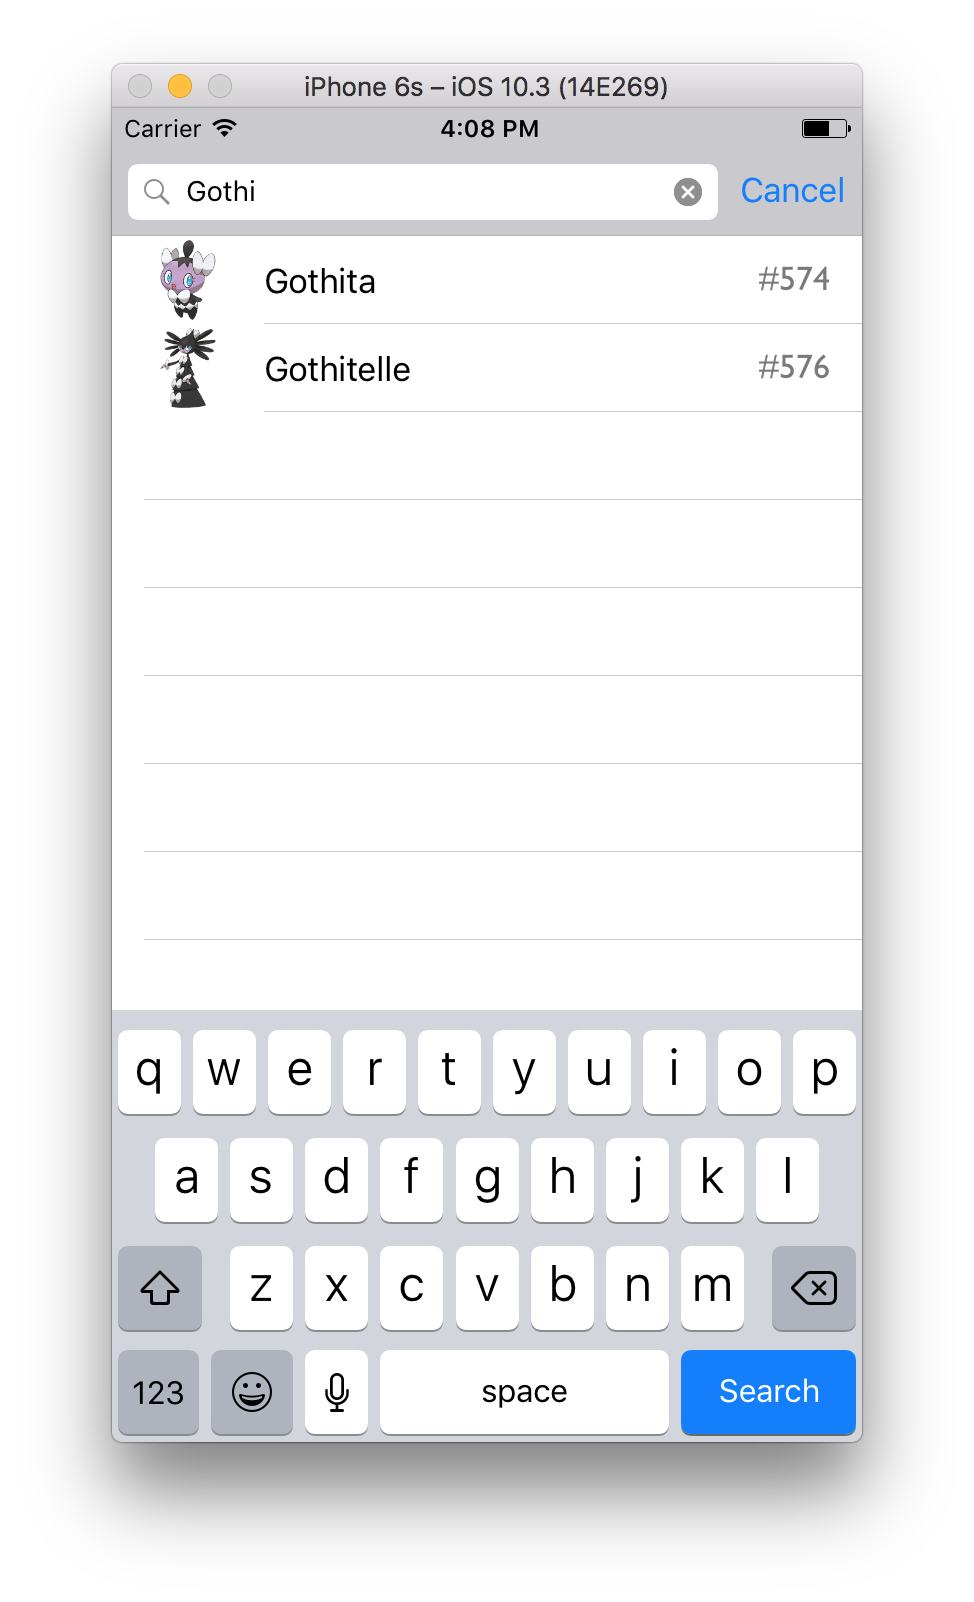 iPhone 6s – iOS 10.3 (14E269)
Carrier 4:08 PM
Gothi Cancel
Gothita #574
Gothitelle #576
q w e r t y u i o p
a s d f g h j k l
z x c v b n m
123 space Search